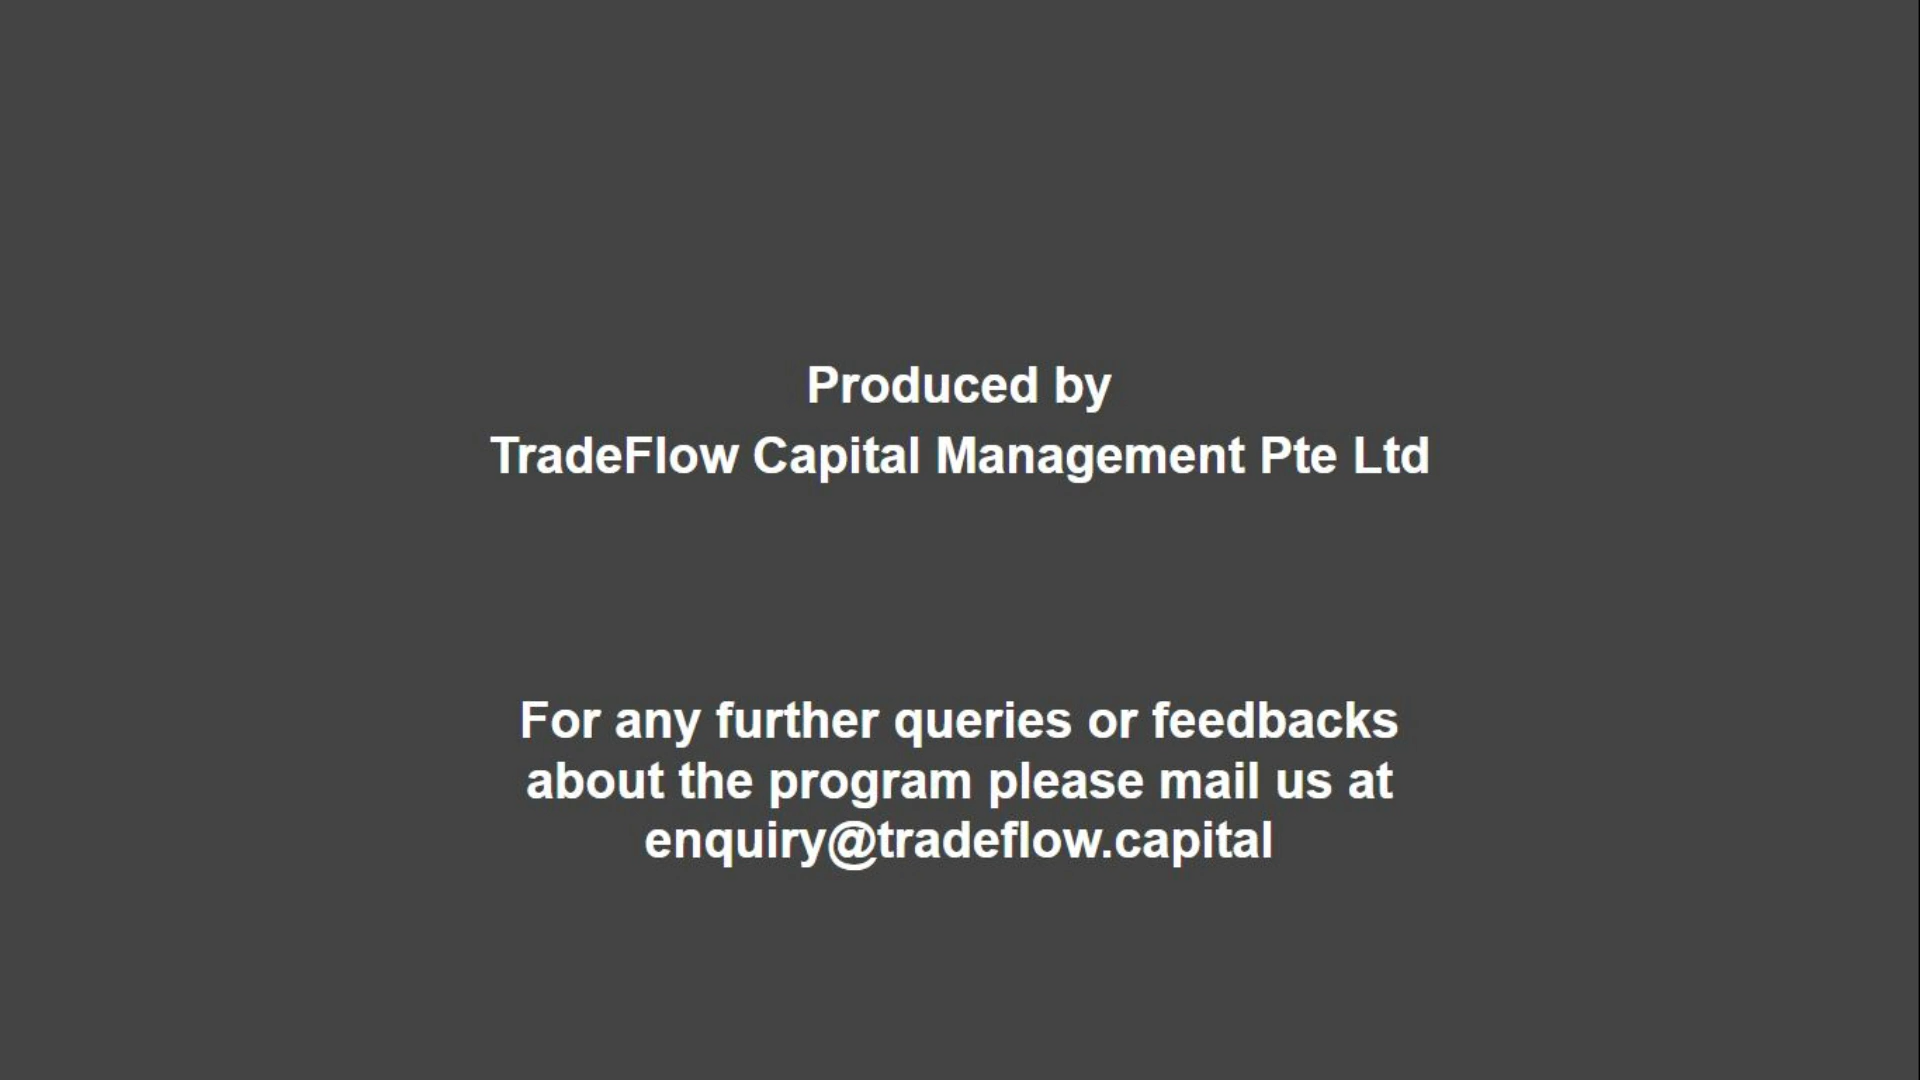 Produced by
TradeFlow Capital Management Pte Ltd
For any further queries or feedbacks
about the program please mail us at
enquiry@tradeflow.capital